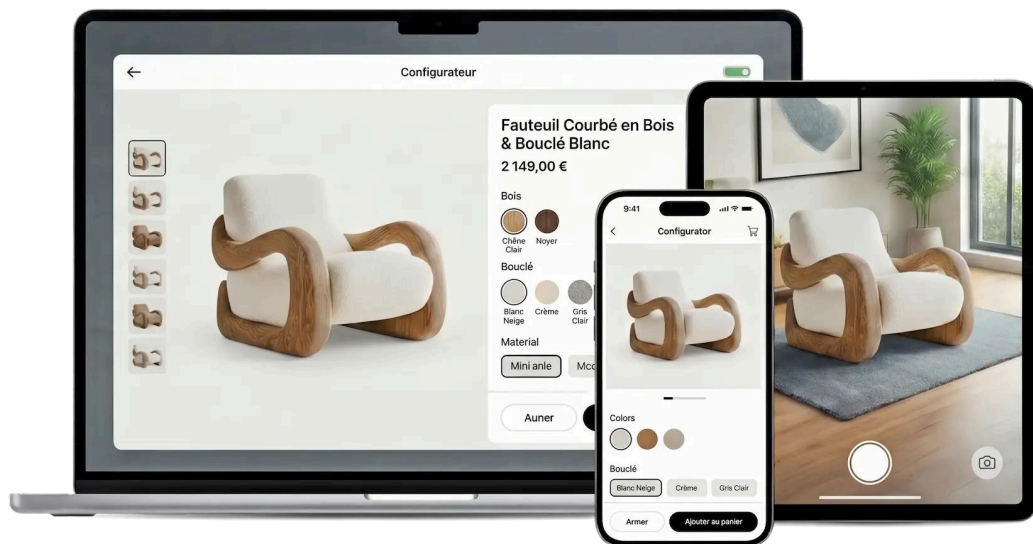 Configurateur
Fauteuil Courbé en Bois
& Bouclé Blanc
2 149,00 €
Bois
Chêne
Clair
Noyer
Bouclé
Blanc
Neige
Crème
Gris
Clair
Material
Mini anle
Auner
9:41
Configurator
Colors
Bouclé
Blanc Neige
Crème
Gris Clair
Armer
Ajouter au panier